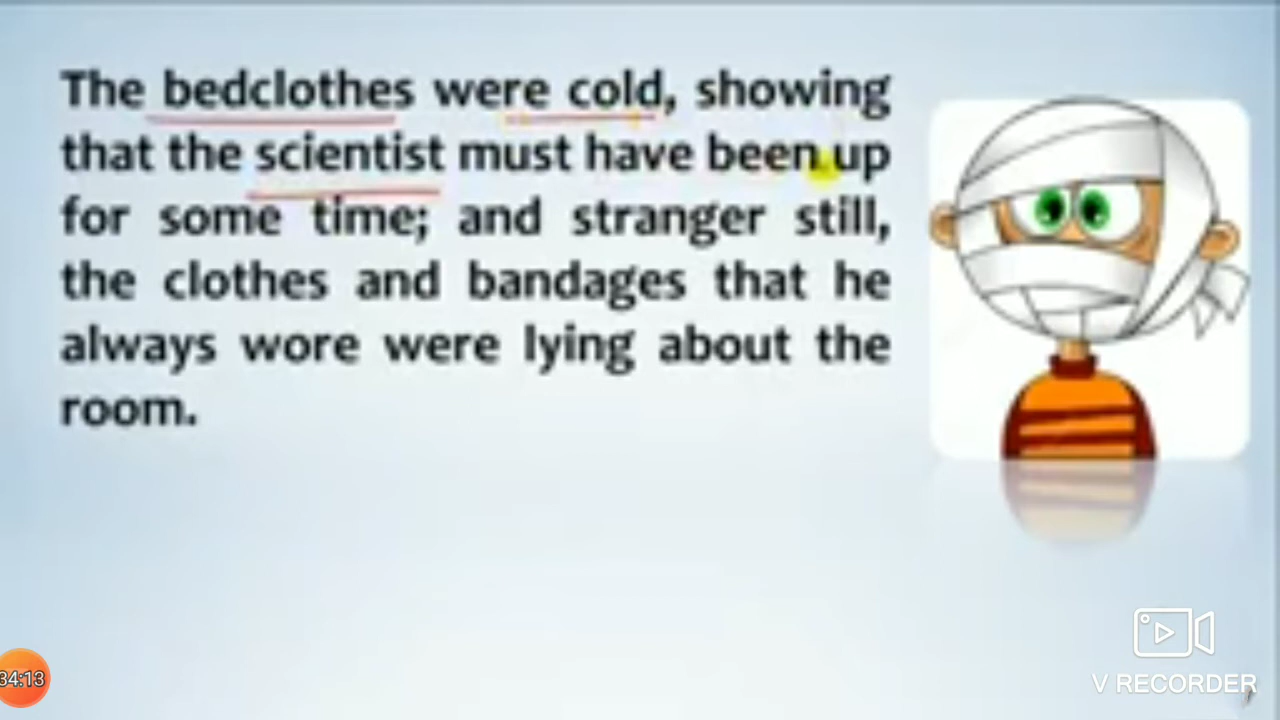 The bedclothes were cold, showing
that the scientist must have been up
for some time; and stranger still,
the clothes and bandages that he
always wore were lying about the
room.
34:13
V RECORDER